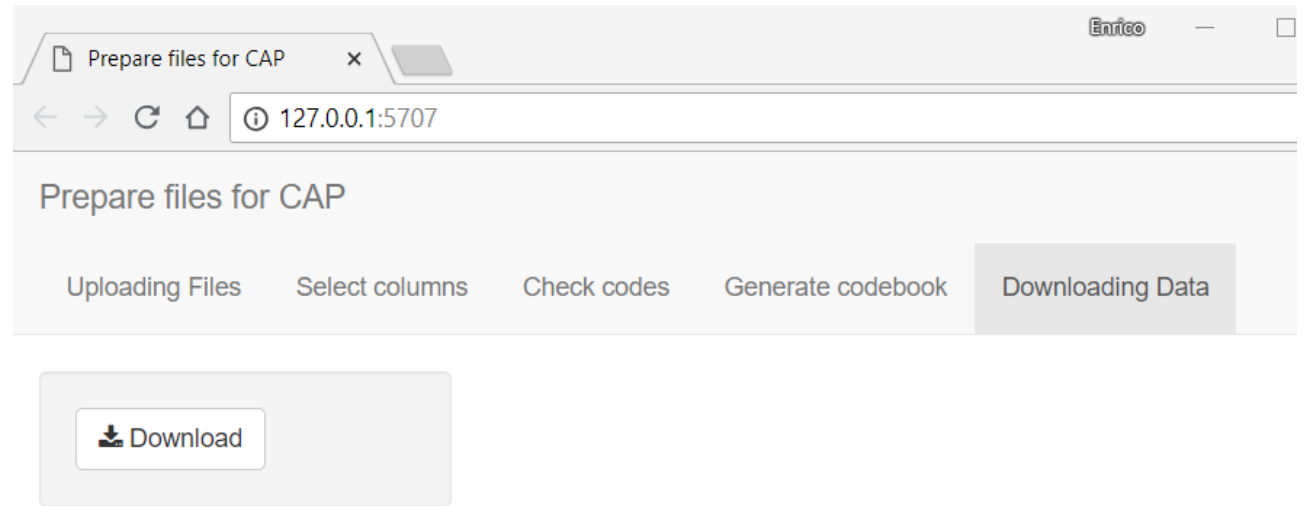 Enrico
Prepare files for CAP
127.0.0.1:5707
Prepare files for CAP
Uploading Files Select columns Check codes Generate codebook Downloading Data
Download